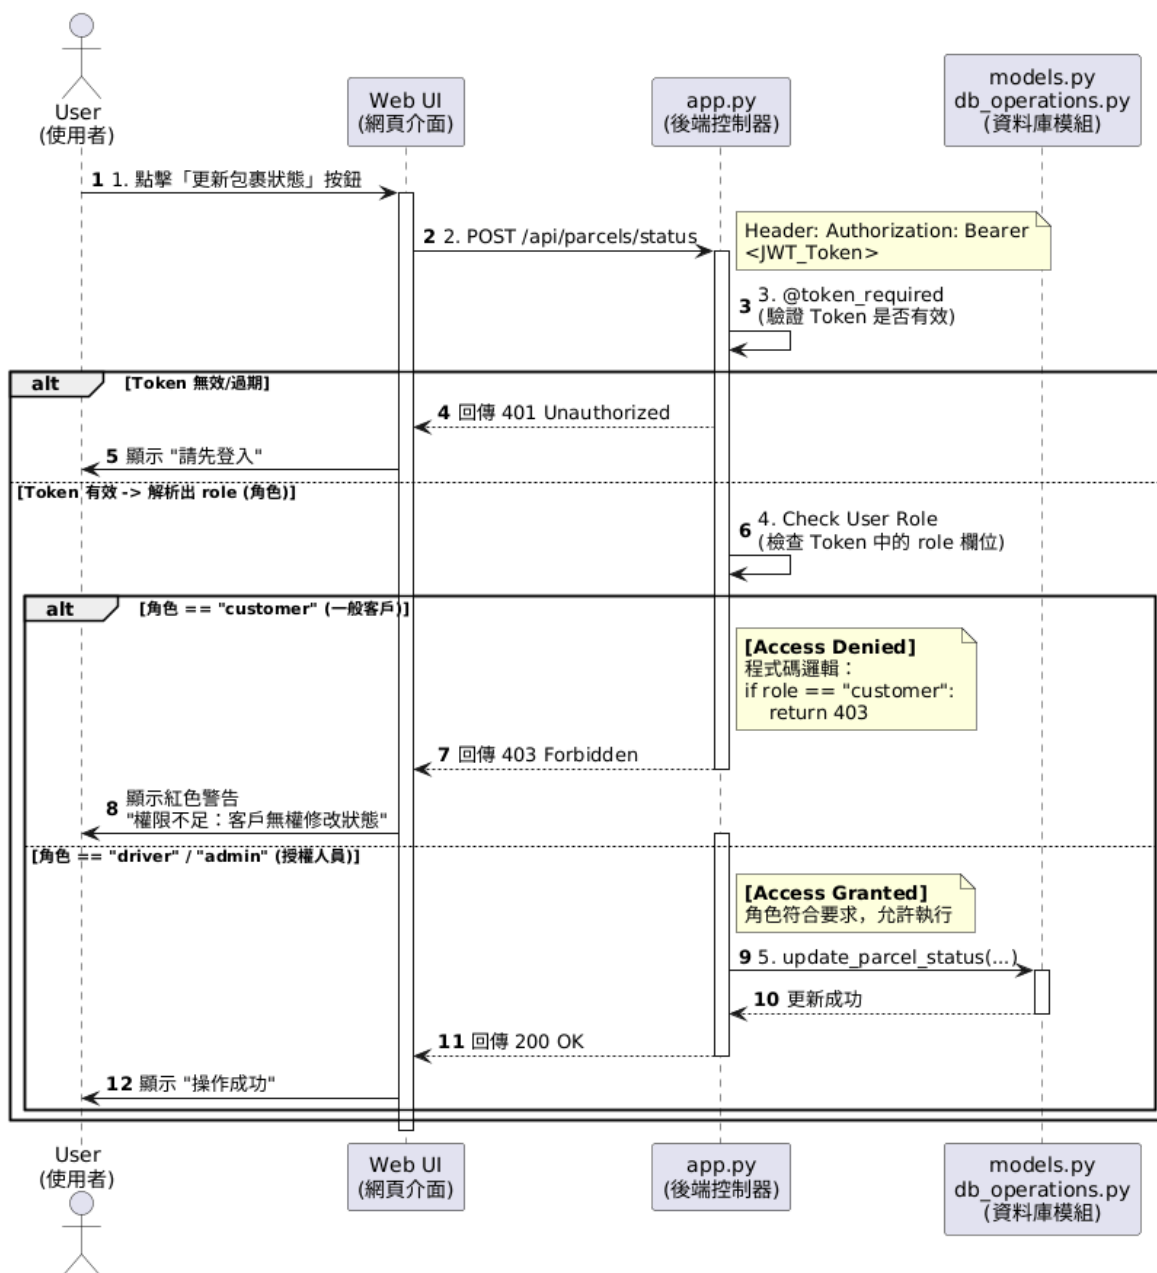 User
(使用者)
Web UI
(網頁介面)
app.py
(後端控制器)
models.py
db_operations.py
(資料庫模組)
1 1. 點擊「更新包裹狀態」按鈕
2 2. POST /api/parcels/status
Header: Authorization: Bearer
<JWT_Token>
3 3. @token_required
(驗證 Token 是否有效)
alt [Token 無效/過期]
4 回傳 401 Unauthorized
5 顯示 "請先登入"
[Token 有效 -> 解析出 role (角色)]
6 4. Check User Role
(檢查 Token 中的 role 欄位)
alt [角色 == "customer" (一般客戶)]
[Access Denied]
程式碼邏輯：
if role == "customer":
return 403
7 回傳 403 Forbidden
8 顯示紅色警告
"權限不足：客戶無權修改狀態"
[角色 == "driver" / "admin" (授權人員)]
[Access Granted]
角色符合要求，允許執行
9 5. update_parcel_status(...)
10 更新成功
11 回傳 200 OK
12 顯示 "操作成功"
User
(使用者)
Web UI
(網頁介面)
app.py
(後端控制器)
models.py
db_operations.py
(資料庫模組)